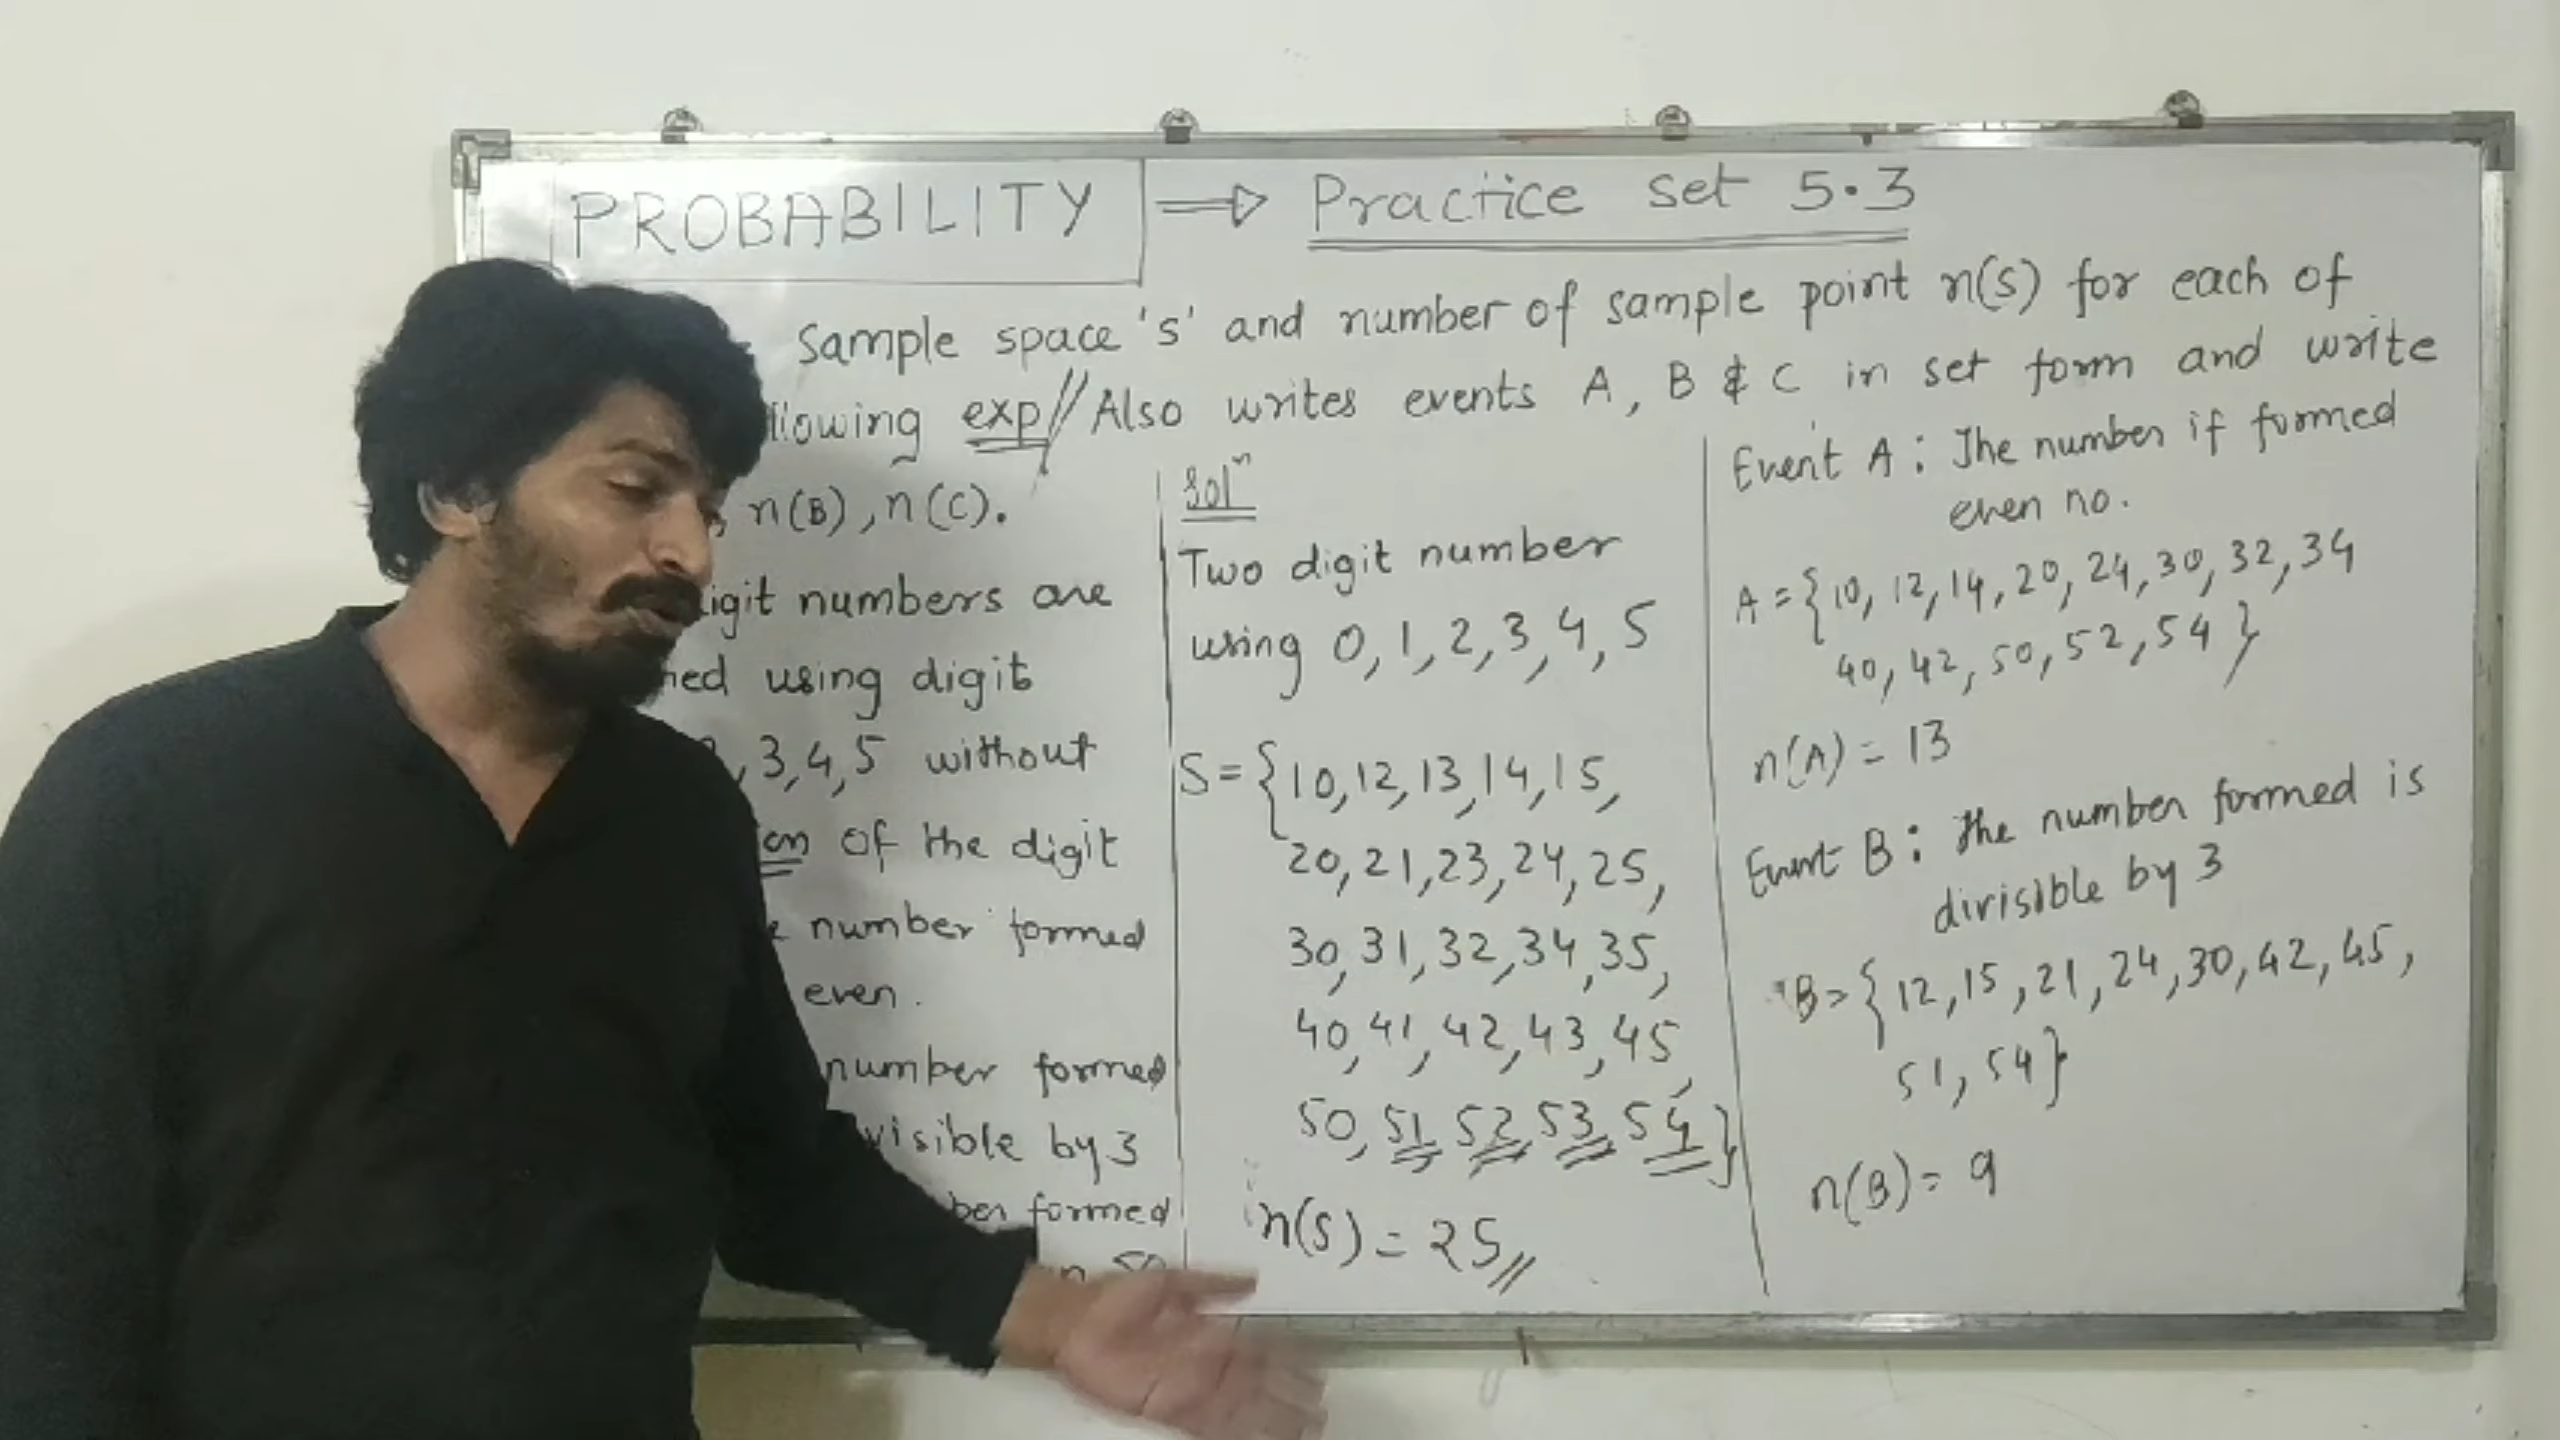 PROBABILITY ⇒ Practice set 5.3
Sample space 's' and number of sample point n(s) for each of
llowing exp // Also writes events A, B & C in set form and write
n(B), n(C).
igit numbers are
ed using digit
, 3, 4, 5 without
on of the digit
number formed
even.
number formed
visible by 3
ber formed
50
Solⁿ
Two digit number
using 0, 1, 2, 3, 4, 5
S = {10, 12, 13, 14, 15,
20, 21, 23, 24, 25,
30, 31, 32, 34, 35,
40, 41, 42, 43, 45,
50, 51, 52, 53, 54}
n(S) = 25 //
Event A : The number if formed
even no.
A = {10, 12, 14, 20, 24, 30, 32, 34
40, 42, 50, 52, 54}
n(A) = 13
Event B : The number formed is
divisible by 3
B = {12, 15, 21, 24, 30, 42, 45,
51, 54}
n(B) = 9